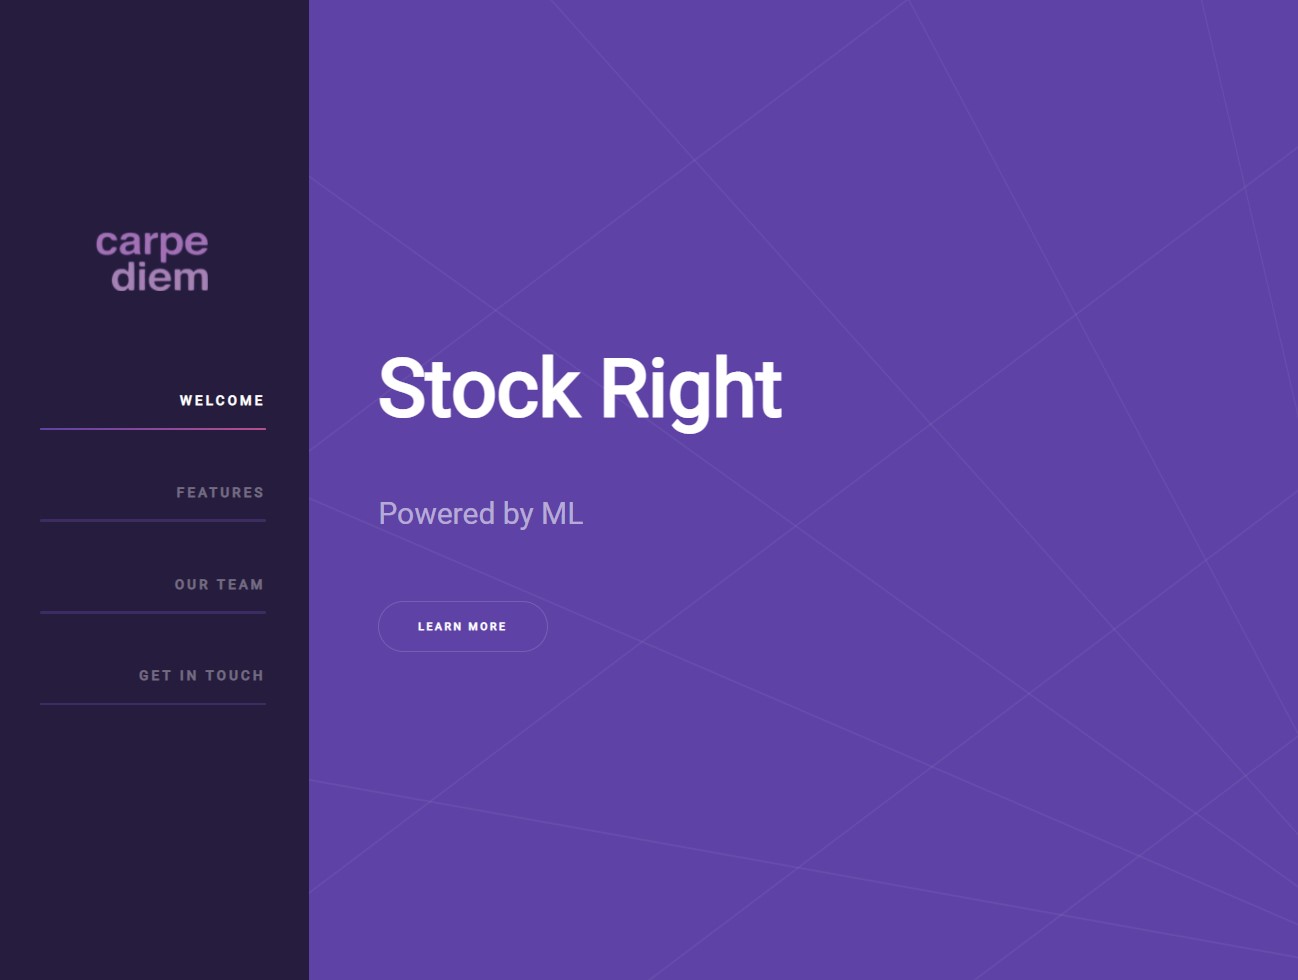 carpe
diem
WELCOME
FEATURES
OUR TEAM
GET IN TOUCH
Stock Right
Powered by ML
LEARN MORE